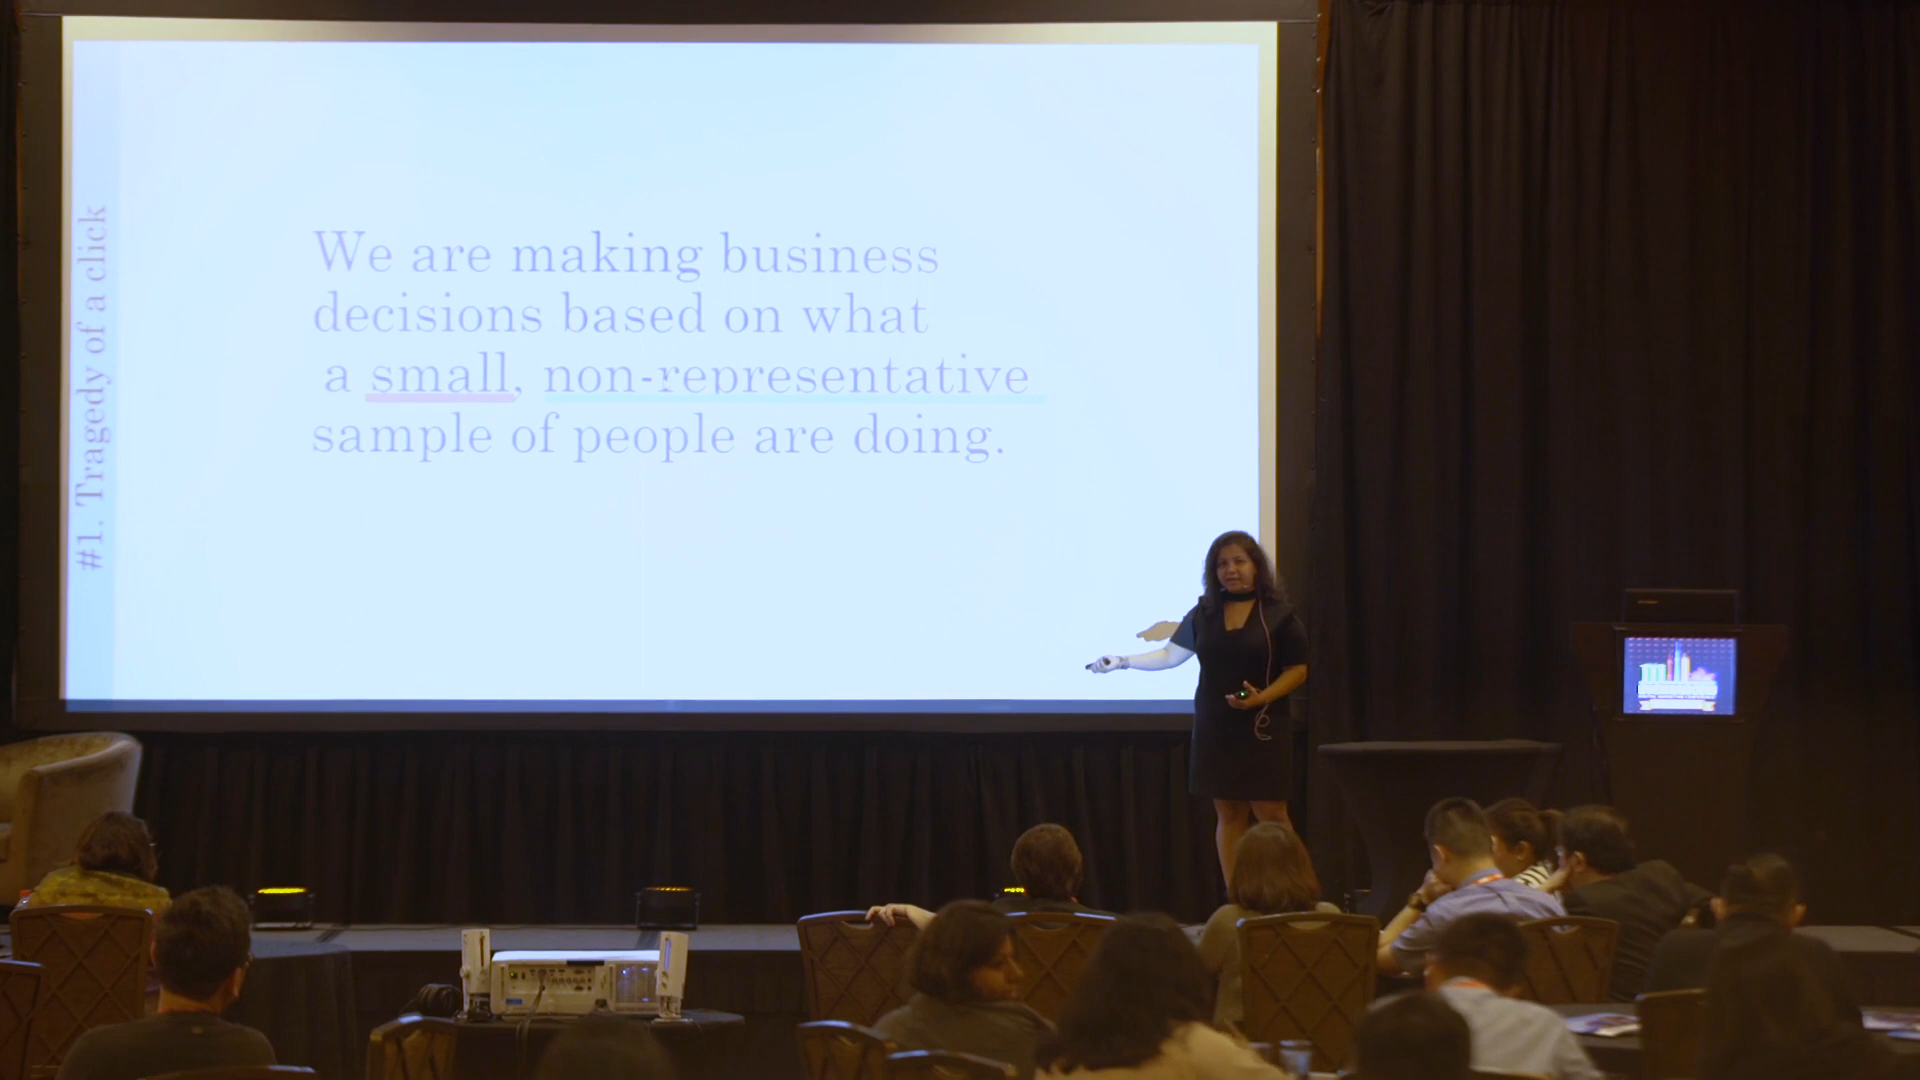 #1. Tragedy of a click
We are making business
decisions based on what
a small, non-representative
sample of people are doing.